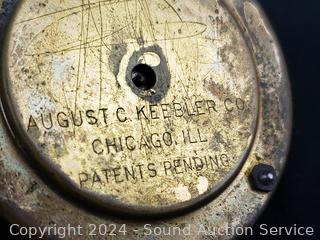 AUGUST C. KEEBLER CO.
CHICAGO, ILL
PATENTS PENDING
Copyright © 2024 - Sound Auction Service